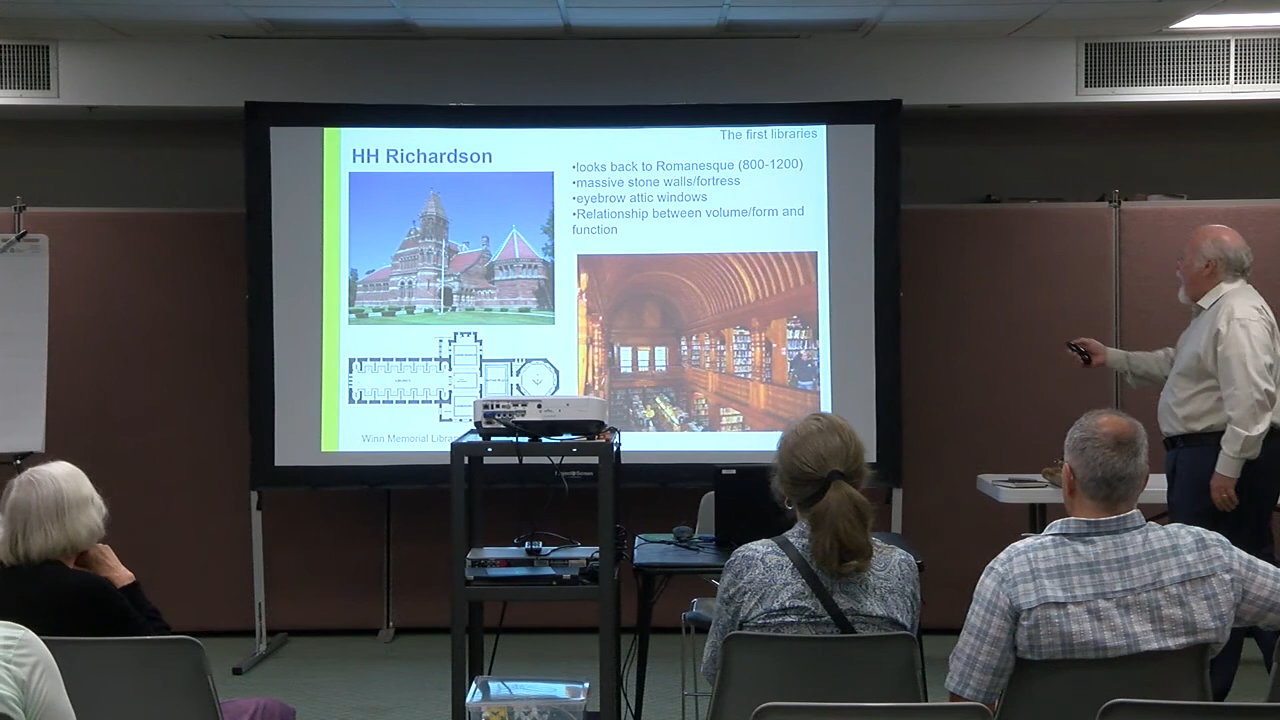 The first libraries
HH Richardson
•looks back to Romanesque (800-1200)
•massive stone walls/fortress
•eyebrow attic windows
•Relationship between volume/form and
function
Winn Memorial